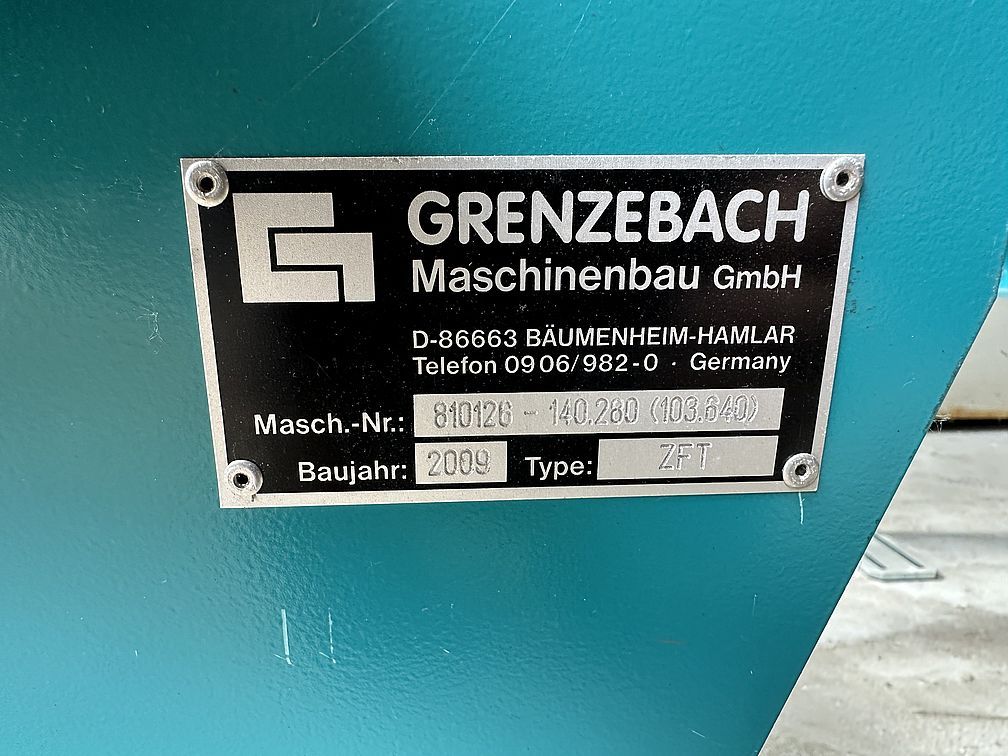 GRENZEBACH
Maschinenbau GmbH
D-86663 BÄUMENHEIM-HAMLAR
Telefon 0906/982-0 · Germany
Masch.-Nr.: 810126 - 140.280 (103.640)
Baujahr: 2009 Type: ZFT